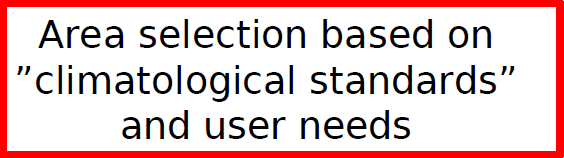 Area selection based on
”climatological standards”
and user needs